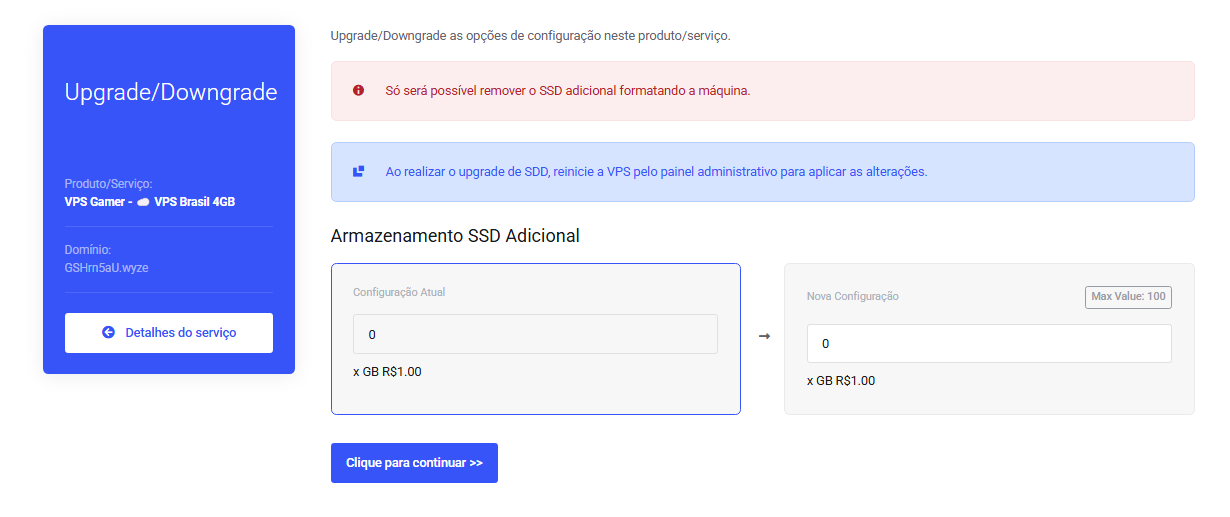 Upgrade/Downgrade
Produto/Serviço:
VPS Gamer - VPS Brasil 4GB
Domínio:
GSHrn5aU.wyze
Detalhes do serviço
Upgrade/Downgrade as opções de configuração neste produto/serviço.
Só será possível remover o SSD adicional formatando a máquina.
Ao realizar o upgrade de SDD, reinicie a VPS pelo painel administrativo para aplicar as alterações.
Armazenamento SSD Adicional
Configuração Atual
0
x GB R$1.00
→
Nova Configuração
Max Value: 100
0
x GB R$1.00
Clique para continuar >>